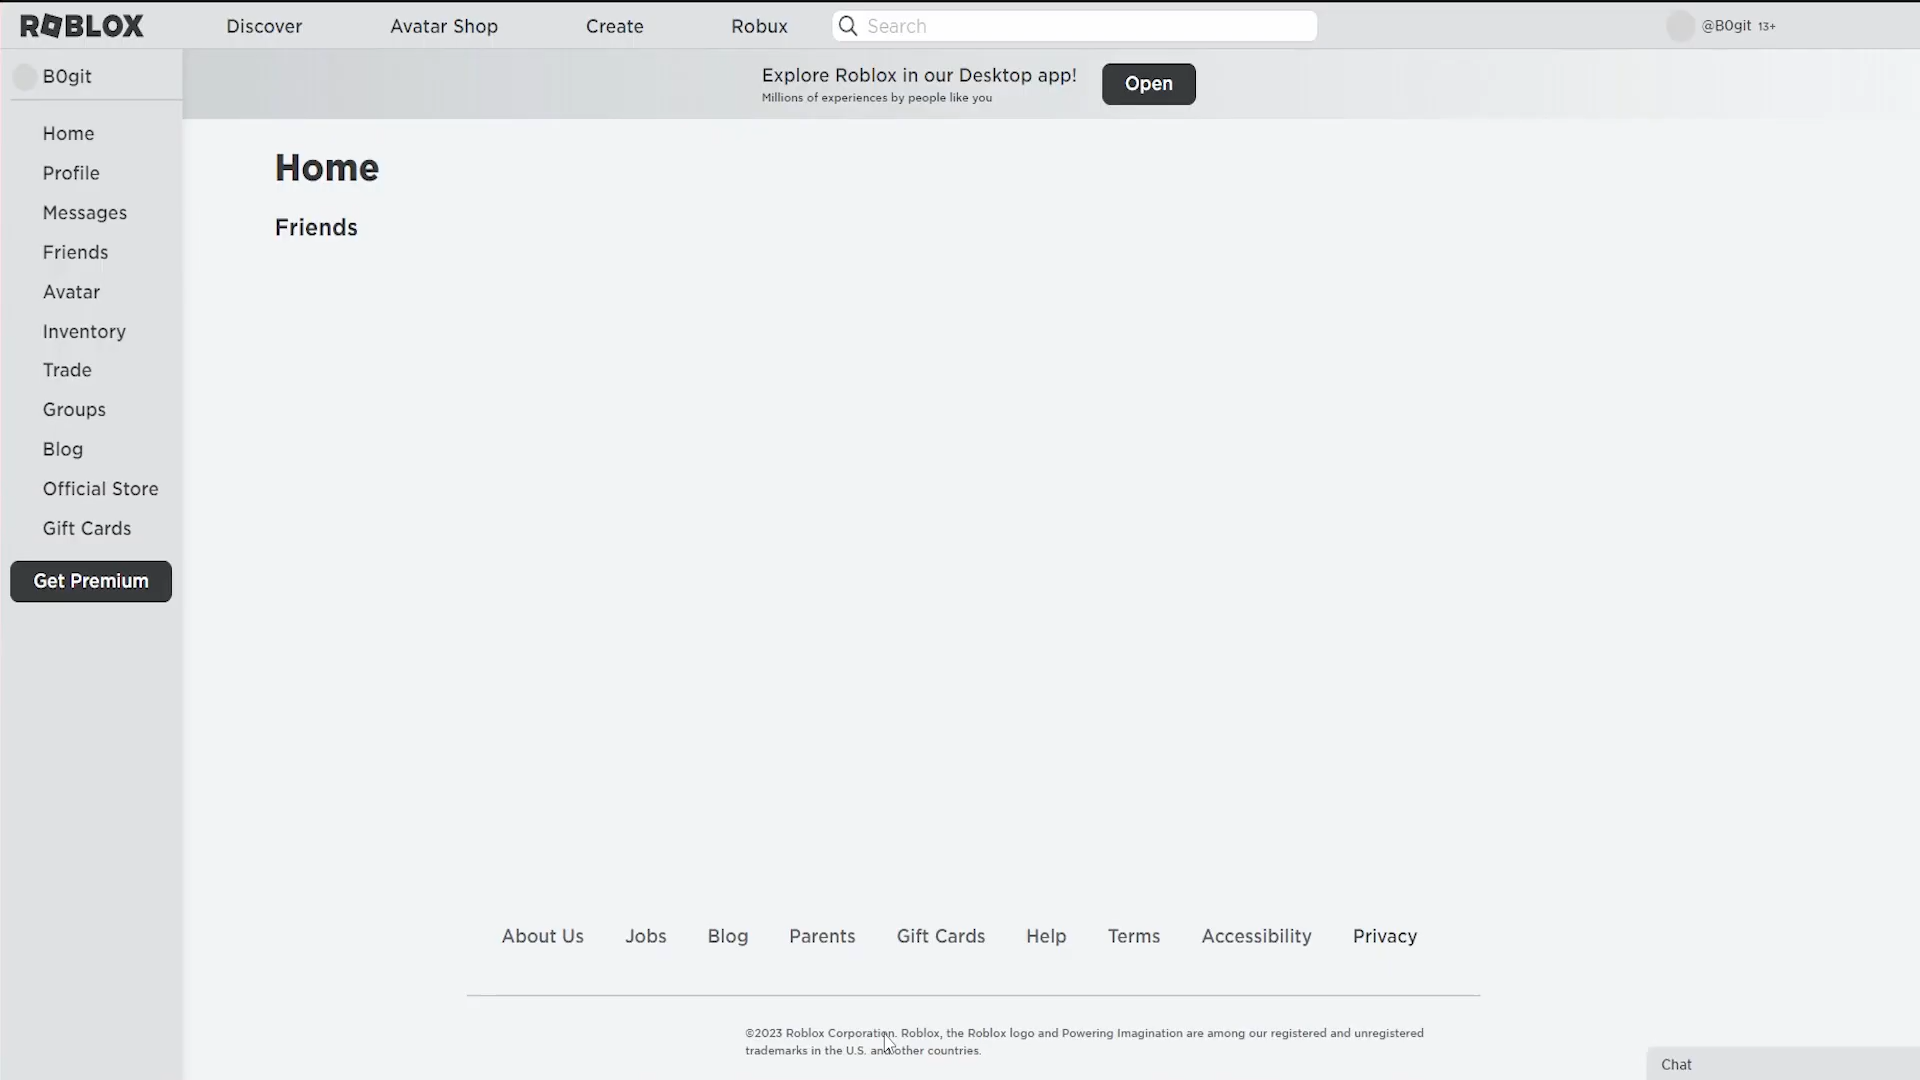 ROBLOX
Discover
Avatar Shop
Create
Robux
Search
@B0git 13+
B0git
Explore Roblox in our Desktop app!
Millions of experiences by people like you
Open
Home
Profile
Messages
Friends
Avatar
Inventory
Trade
Groups
Blog
Official Store
Gift Cards
Get Premium
Home
Friends
About Us
Jobs
Blog
Parents
Gift Cards
Help
Terms
Accessibility
Privacy
©2023 Roblox Corporation. Roblox, the Roblox logo and Powering Imagination are among our registered and unregistered
trademarks in the U.S. and other countries.
Chat